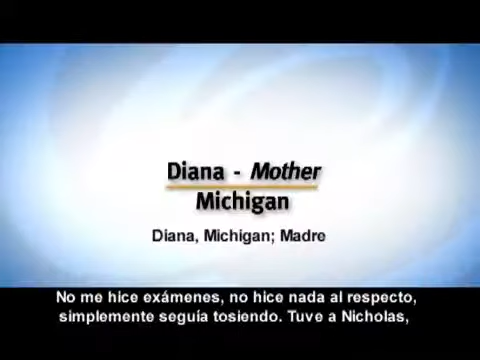 Diana - Mother
Michigan
Diana, Michigan; Madre
No me hice exámenes, no hice nada al respecto,
simplemente seguía tosiendo. Tuve a Nicholas,